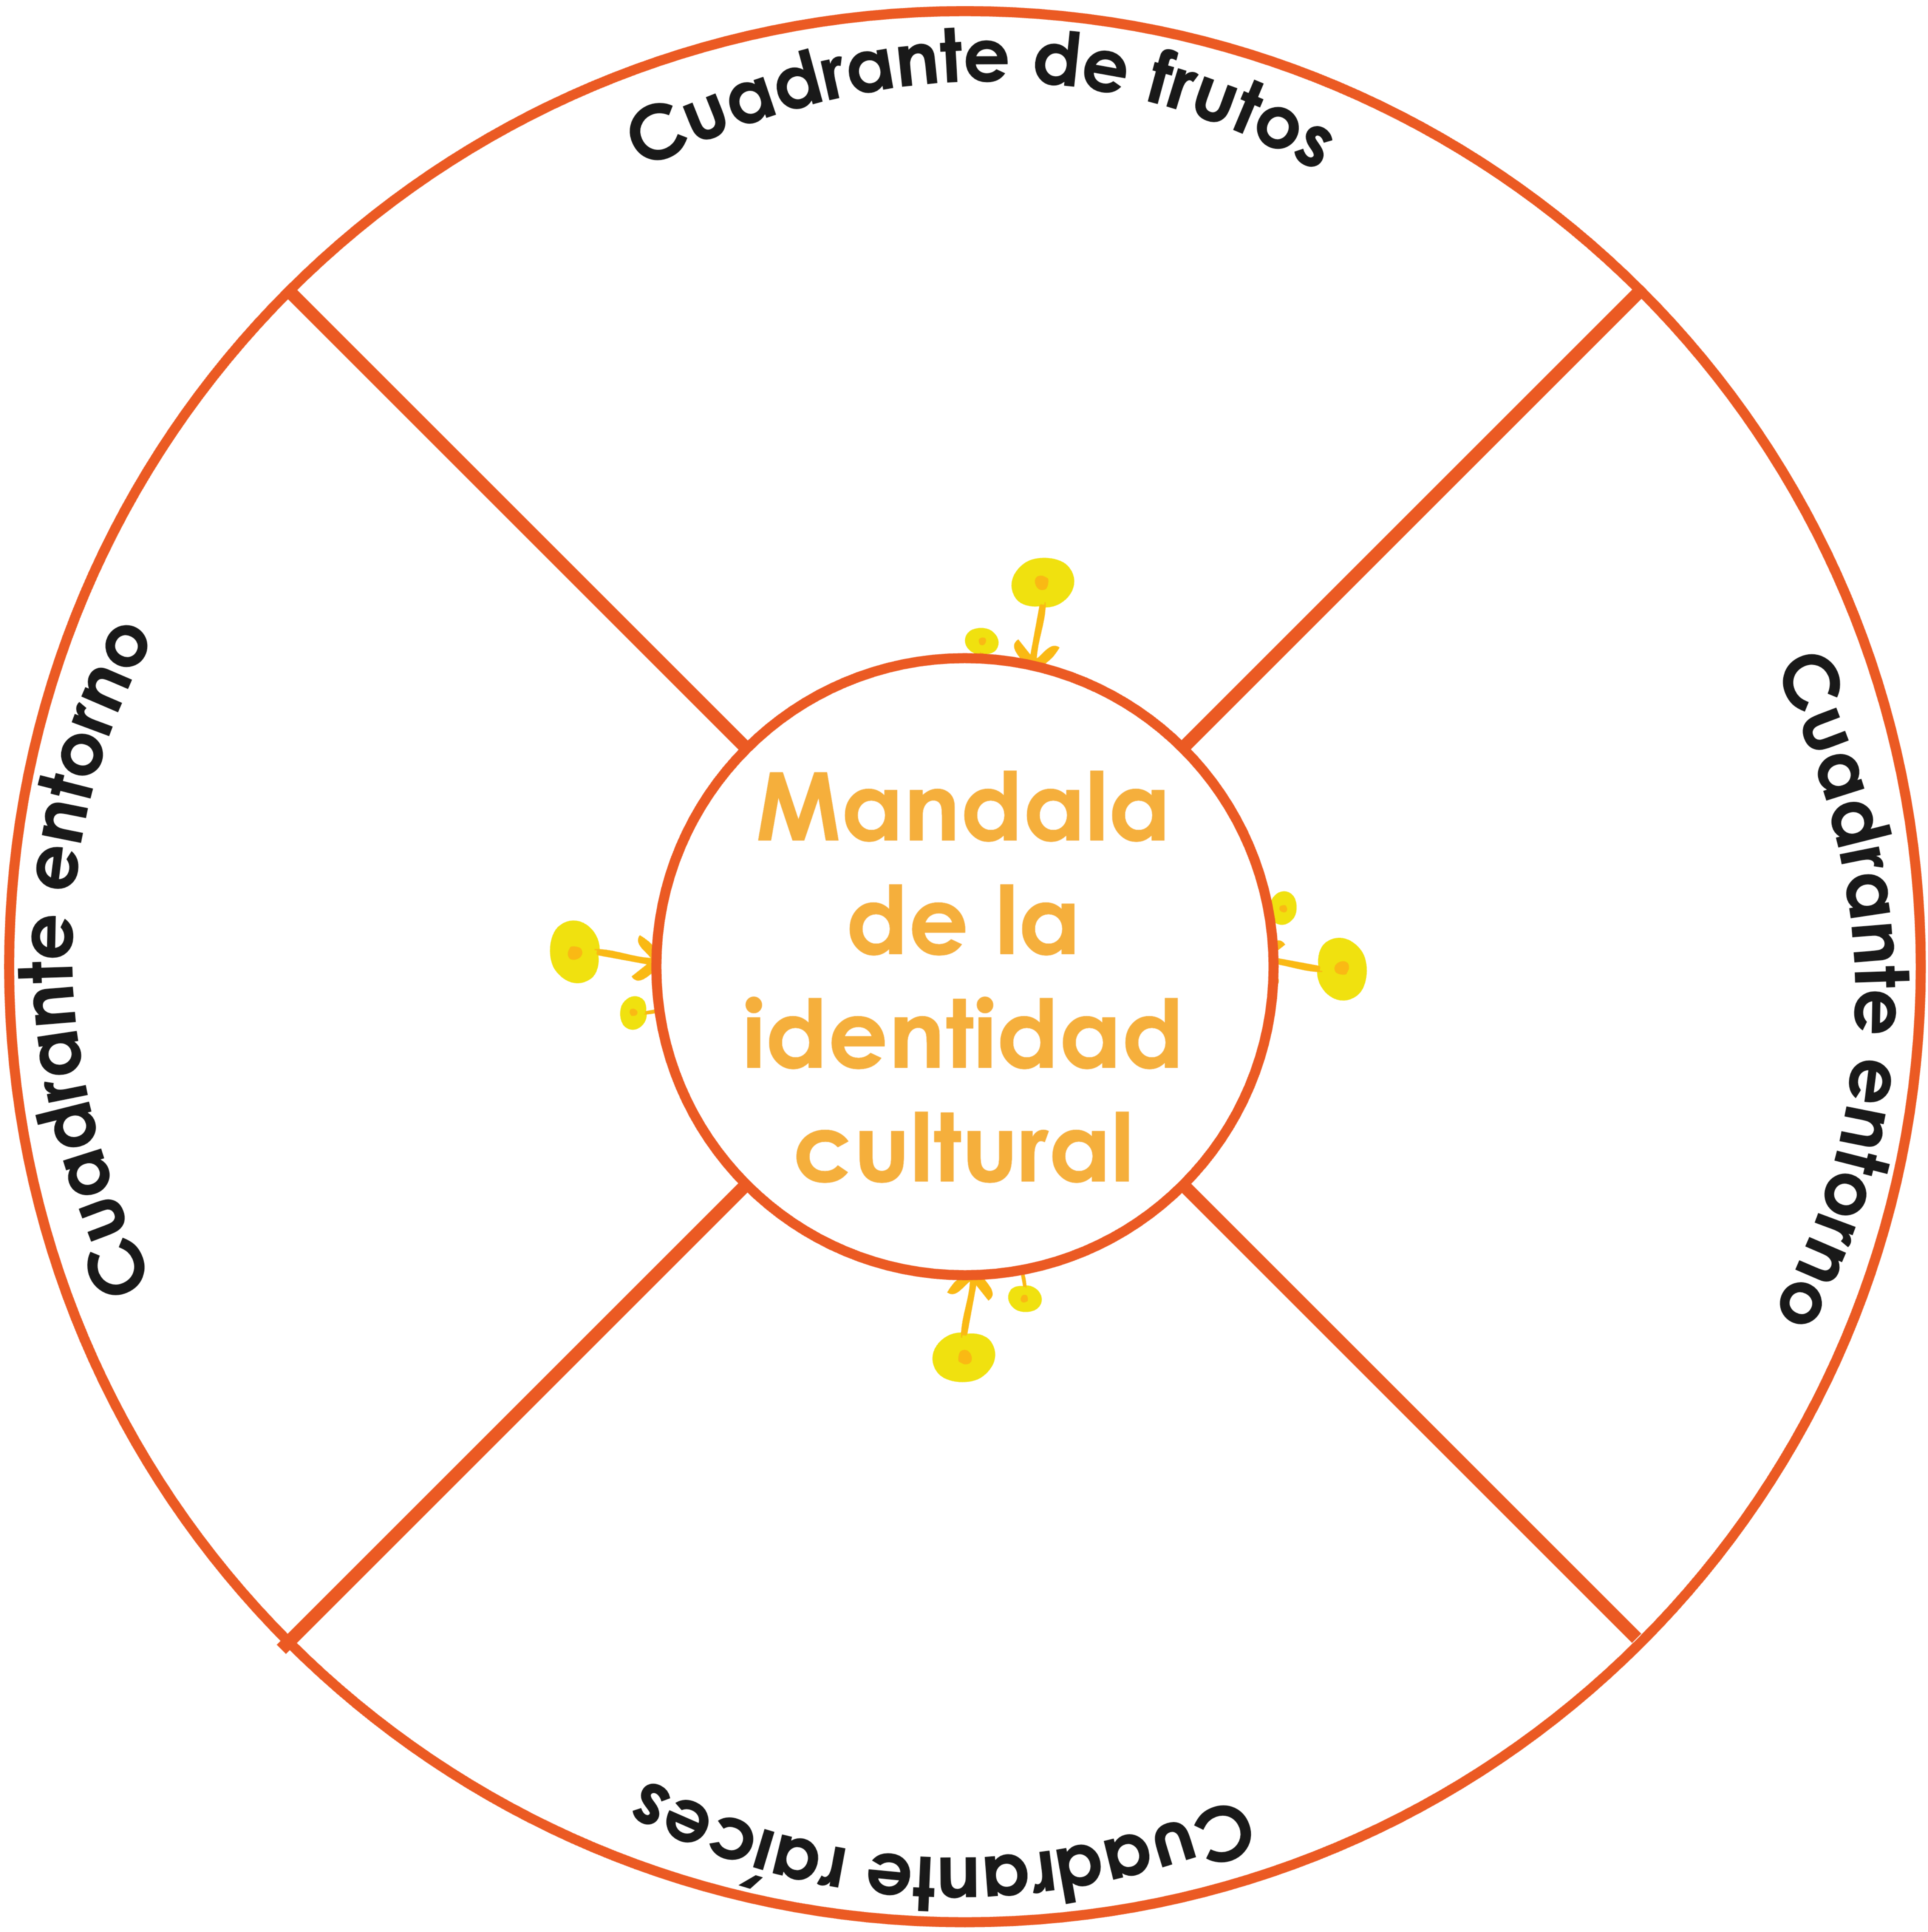 Cuadrante de frutos
Cuadrante entorno
Mandala
de la
identidad
cultural
Cuadrante entorno
Cuadrante raíces